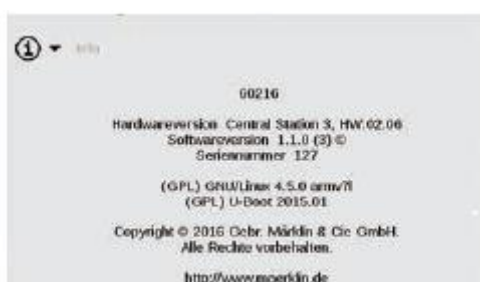 Info
60216
Hardwareversion Central Station 3, HW:02.06
Softwareversion 1.1.0 (3) ©
Seriennummer 127
(GPL) GNU/Linux 4.5.0 armv7l
(GPL) U-Boot 2015.01
Copyright © 2016 Gebr. Märklin & Cie GmbH.
Alle Rechte vorbehalten.
http://www.maerklin.de